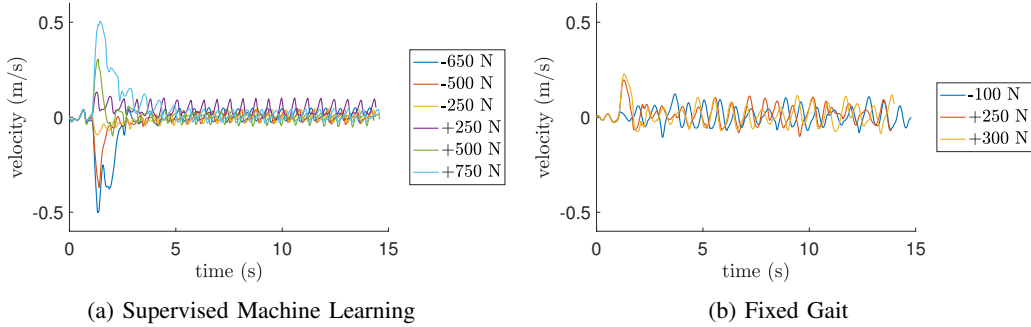 0.5
0
-0.5
velocity (m/s)
0 5 10 15
time (s)
-650 N
-500 N
-250 N
+250 N
+500 N
+750 N
(a) Supervised Machine Learning
0.5
0
-0.5
velocity (m/s)
0 5 10 15
time (s)
-100 N
+250 N
+300 N
(b) Fixed Gait